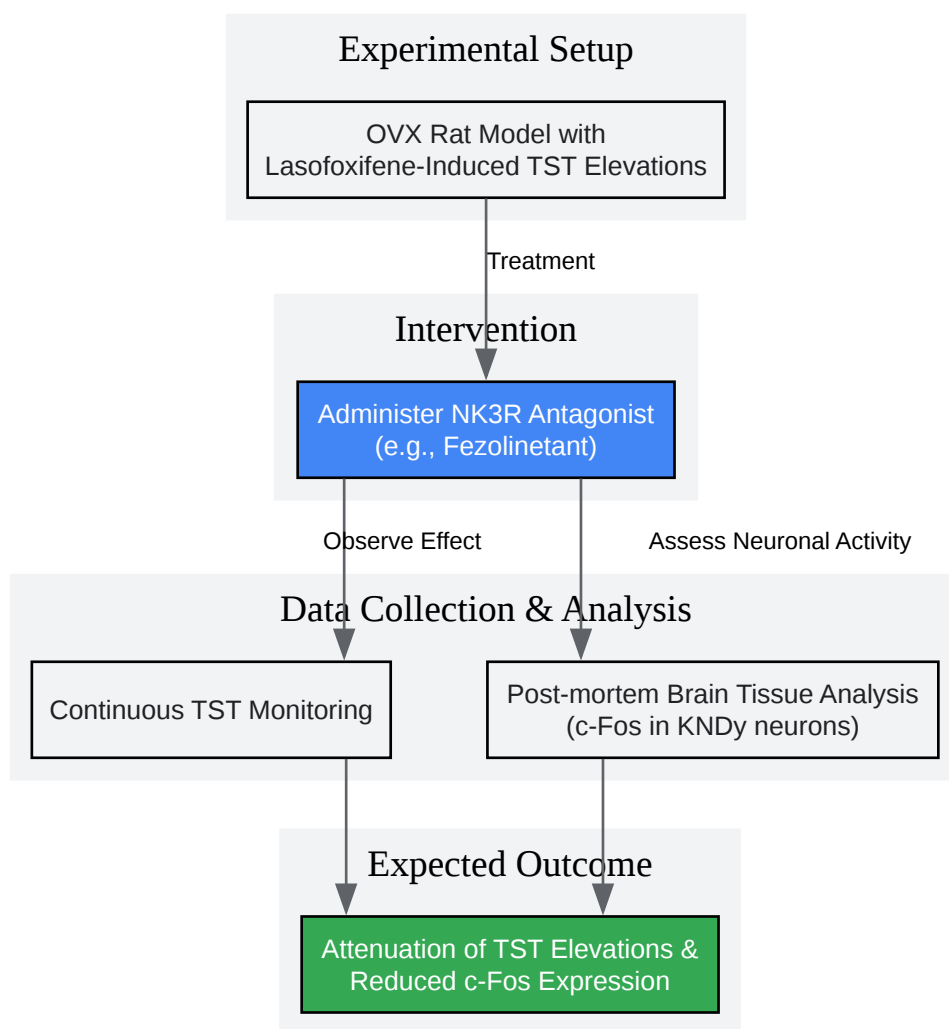 Experimental Setup
OVX Rat Model with
Lasofoxifene-Induced TST Elevations
Treatment
Intervention
Administer NK3R Antagonist
(e.g., Fezolinetant)
Observe Effect
Assess Neuronal Activity
Data Collection & Analysis
Continuous TST Monitoring
Post-mortem Brain Tissue Analysis
(c-Fos in KNDy neurons)
Expected Outcome
Attenuation of TST Elevations &
Reduced c-Fos Expression